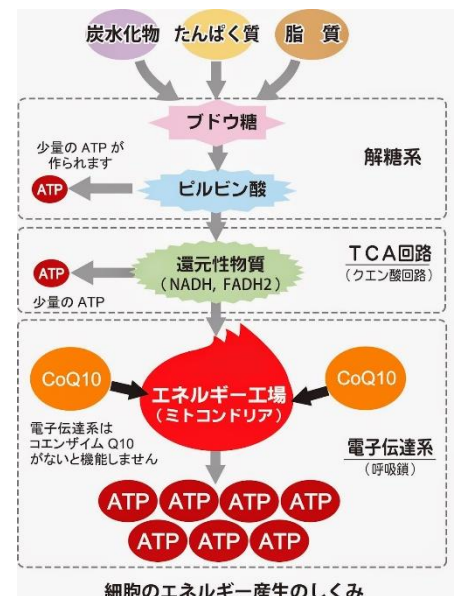 炭水化物
たんぱく質
脂　質
ブドウ糖
解糖系
少量の ATP が
作られます
ATP
ピルビン酸
TCA回路
(クエン酸回路)
還元性物質
(NADH, FADH2)
ATP
少量の ATP
CoQ10
エネルギー工場
(ミトコンドリア)
CoQ10
電子伝達系は
コエンザイム Q10
がないと機能しません
電子伝達系
(呼吸鎖)
ATP ATP ATP ATP
ATP ATP ATP
細胞のエネルギー産生のしくみ